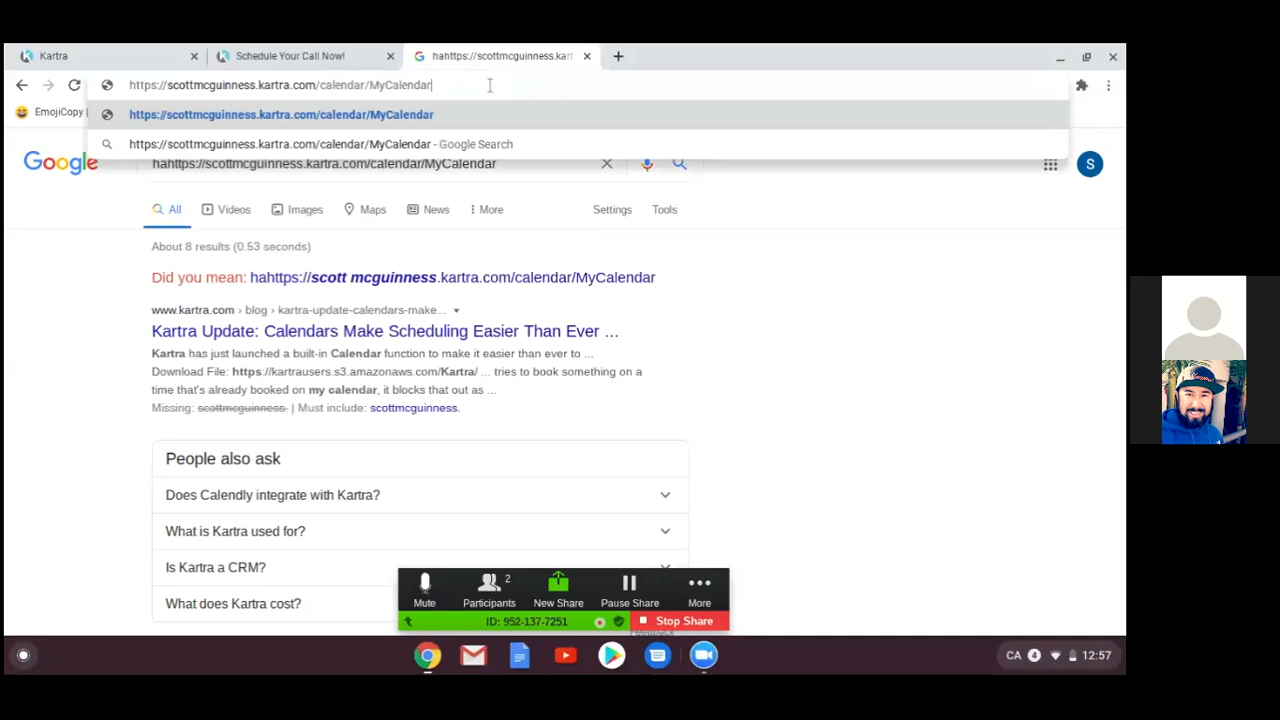 Kartra
Schedule Your Call Now!
hahttps://scottmcguinness.kart
https://scottmcguinness.kartra.com/calendar/MyCalendar
EmojiCopy |
https://scottmcguinness.kartra.com/calendar/MyCalendar
https://scottmcguinness.kartra.com/calendar/MyCalendar - Google Search
Google
hahttps://scottmcguinness.kartra.com/calendar/MyCalendar
S
All
Videos
Images
Maps
News
More
Settings
Tools
About 8 results (0.53 seconds)
Did you mean: hahttps://scott mcguinness.kartra.com/calendar/MyCalendar
www.kartra.com › blog › kartra-update-calendars-make...
Kartra Update: Calendars Make Scheduling Easier Than Ever ...
Kartra has just launched a built-in Calendar function to make it easier than ever to ...
Download File: https://kartrausers.s3.amazonaws.com/Kartra/ ... tries to book something on a
time that's already booked on my calendar, it blocks that out as ...
Missing: scottmcguinness | Must include: scottmcguinness.
People also ask
Does Calendly integrate with Kartra?
What is Kartra used for?
Is Kartra a CRM?
What does Kartra cost?
2
Mute
Participants
New Share
Pause Share
More
ID: 952-137-7251
Stop Share
CA
4
12:57